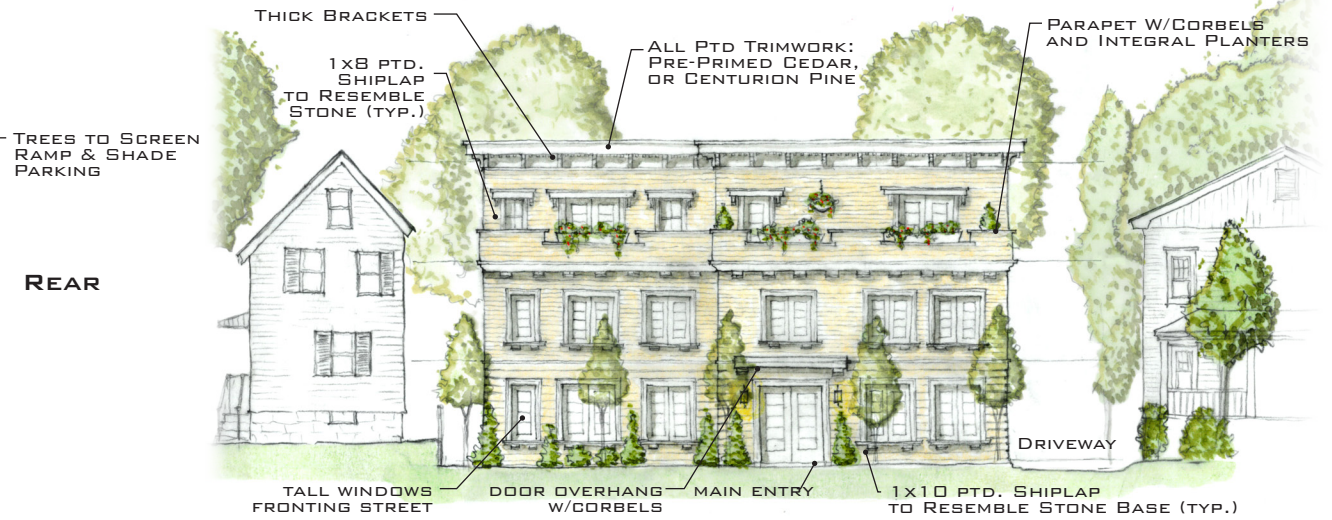 Thick Brackets
1x8 ptd.
Shiplap
to Resemble
Stone (typ.)
All Ptd Trimwork:
Pre-Primed Cedar,
or Centurion Pine
Parapet w/Corbels
and Integral Planters
Trees to Screen
Ramp & Shade
Parking
Rear
Driveway
tall windows
fronting street
door overhang
w/corbels
main entry
1x10 ptd. Shiplap
to Resemble Stone Base (typ.)